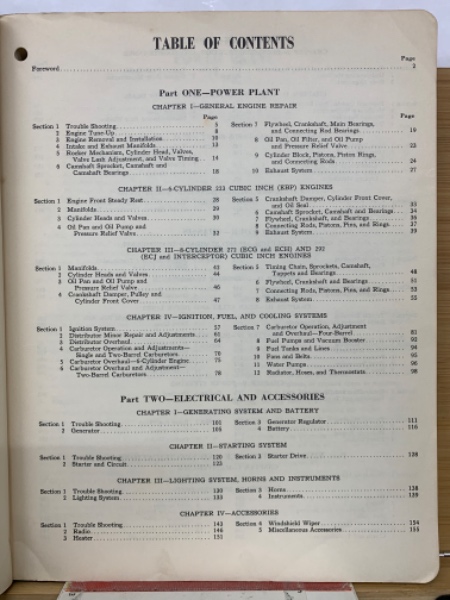 TABLE OF CONTENTS
Page
Foreword 2
Part ONE—POWER PLANT
CHAPTER I—GENERAL ENGINE REPAIR
Page
Section 1 Trouble Shooting 3
2 Engine Tune-Up 8
3 Engine Removal and Installation 10
4 Intake and Exhaust Manifolds 13
5 Rocker Mechanism, Cylinder Head, Valves,
Valve Lash Adjustment, and Valve Timing 14
6 Camshaft Sprocket, Camshaft and
Camshaft Bearings 18
Page
Section 7 Flywheel, Crankshaft, Main Bearings,
and Connecting Rod Bearings 19
8 Oil Pan, Oil Filter, and Oil Pump
and Pressure Relief Valve 23
9 Cylinder Block, Pistons, Piston Rings,
and Connecting Rods 24
10 Exhaust System 27
CHAPTER II—6-CYLINDER 223 CUBIC INCH (EBP) ENGINES
Section 1 Engine Front Steady Rest 28
2 Manifolds 29
3 Cylinder Heads and Valves 30
4 Oil Pan and Oil Pump and
Pressure Relief Valve 32
Section 5 Crankshaft Damper, Cylinder Front Cover,
and Oil Seal 33
6 Camshaft Sprocket, Camshaft and Bearings 34
7 Flywheel, Crankshaft and Bearings 36
8 Connecting Rods, Pistons, Pins, and Rings 37
9 Exhaust System 39
CHAPTER III—8-CYLINDER 272 (ECG and ECH) AND 292
(ECJ and INTERCEPTOR) CUBIC INCH ENGINES
Section 1 Manifolds
2 Cylinder Heads and Valves 44
3 Oil Pan and Oil Pump and
Pressure Relief Valve 46
4 Crankshaft Damper, Pulley and
Cylinder Front Cover 47
Section 5 Timing Chain, Sprockets, Camshaft,
Tappets and Bearings 48
6 Flywheel, Crankshaft and Bearings 51
7 Connecting Rods, Pistons, Pins, and Rings 53
8 Exhaust System 55
CHAPTER IV—IGNITION, FUEL, AND COOLING SYSTEMS
Section 1 Ignition System 57
2 Distributor Minor Repair and Adjustments 63
3 Distributor Overhaul 64
4 Carburetor Operation and Adjustments—
Single and Two-Barrel Carburetors 70
5 Carburetor Overhaul—6-Cylinder Engine 75
6 Carburetor Overhaul and Adjustment—
Two-Barrel Carburetors 78
Section 7 Carburetor Operation, Adjustment
and Overhaul—Four-Barrel
8 Fuel Pumps and Vacuum Booster 92
9 Fuel Tanks and Lines 94
10 Fans and Belts 95
11 Water Pumps 96
12 Radiator, Hoses, and Thermostats 98
Part TWO—ELECTRICAL AND ACCESSORIES
CHAPTER I—GENERATING SYSTEM AND BATTERY
Section 1 Trouble Shooting 101
2 Generator 105
Section 3 Generator Regulator 111
4 Battery 116
CHAPTER II—STARTING SYSTEM
Section 1 Trouble Shooting 120
2 Starter and Circuit 123
Section 3 Starter Drive 128
CHAPTER III—LIGHTING SYSTEM, HORNS AND INSTRUMENTS
Section 1 Trouble Shooting 130
2 Lighting System 133
Section 3 Horns 138
4 Instruments 139
CHAPTER IV—ACCESSORIES
Section 1 Trouble Shooting 143
2 Radio 146
3 Heater 151
Section 4 Windshield Wiper 154
5 Miscellaneous Accessories 155